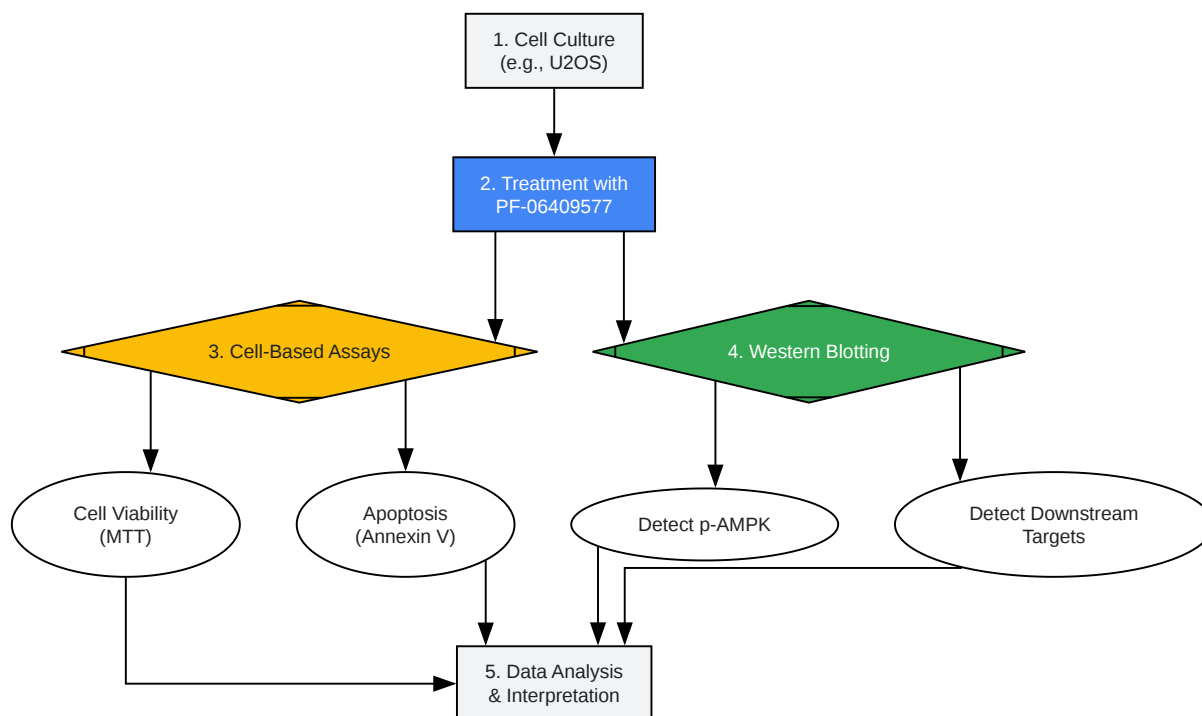 1. Cell Culture
(e.g., U2OS)
2. Treatment with
PF-06409577
3. Cell-Based Assays
4. Western Blotting
Cell Viability
(MTT)
Apoptosis
(Annexin V)
Detect p-AMPK
Detect Downstream
Targets
5. Data Analysis
& Interpretation